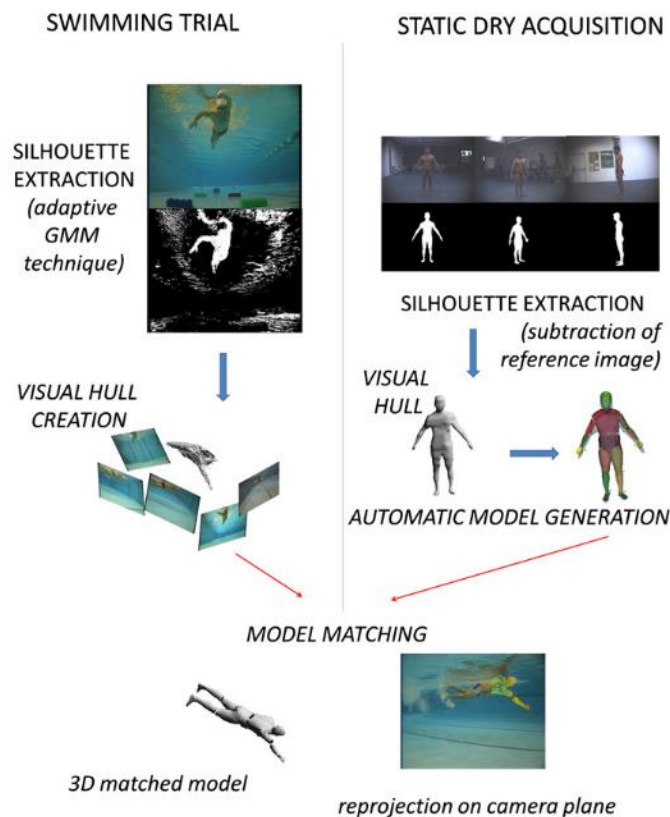 SWIMMING TRIAL
SILHOUETTE
EXTRACTION
(adaptive
GMM
technique)
VISUAL HULL
CREATION
STATIC DRY ACQUISITION
SILHOUETTE EXTRACTION
(subtraction of
reference image)
VISUAL
HULL
AUTOMATIC MODEL GENERATION
MODEL MATCHING
3D matched model
reprojection on camera plane